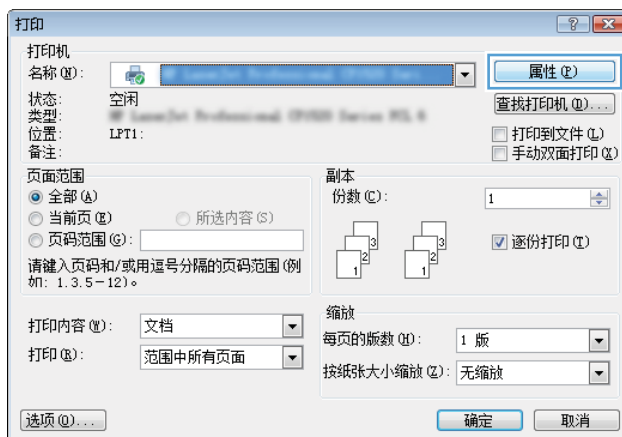 打印
打印机
名称(N):
属性(P)
状态: 空闲
类型:
查找打印机(D)...
位置: LPT1:
打印到文件(L)
备注:
手动双面打印(X)
页面范围
全部(A)
当前页(E) 所选内容(S)
页码范围(G):
请键入页码和/或用逗号分隔的页码范围(例
如: 1.3.5-12)。
副本
份数(C): 1
1 2 3 1 2 3
逐份打印(T)
打印内容(W): 文档
打印(R): 范围中所有页面
缩放
每页的版数(H): 1 版
按纸张大小缩放(Z): 无缩放
选项(O)...
确定 取消